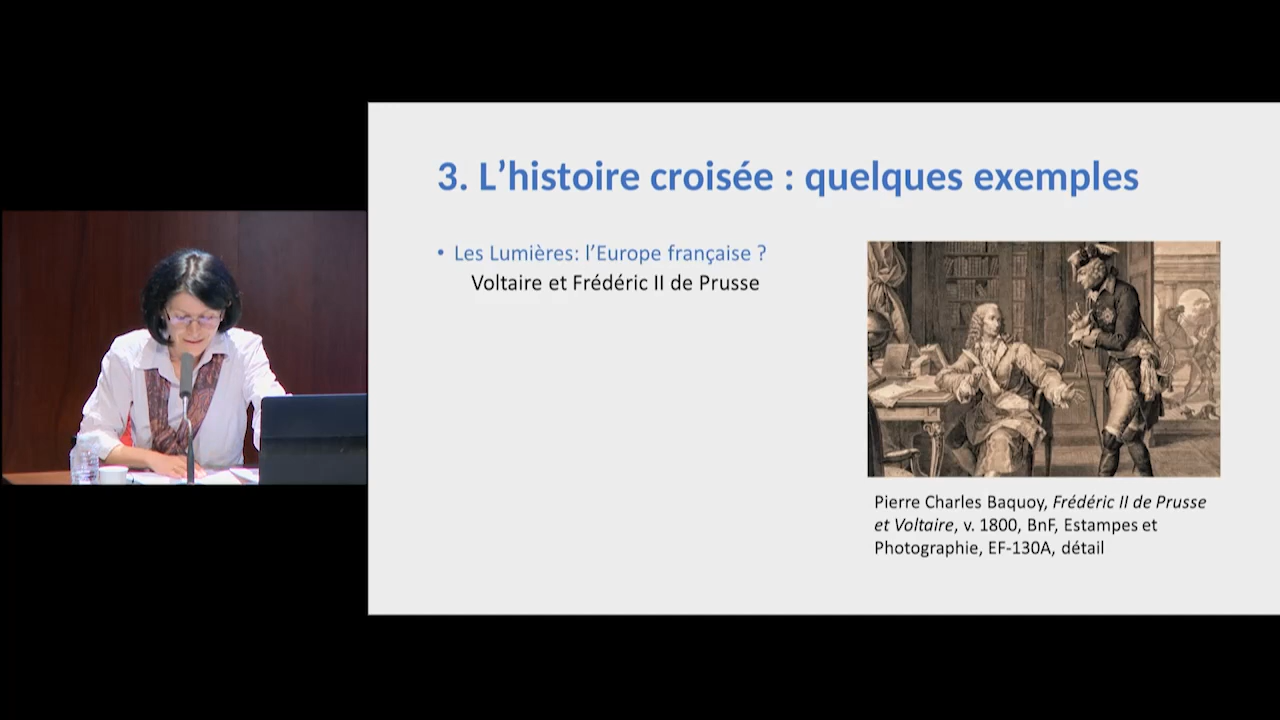 3. L’histoire croisée : quelques exemples
• Les Lumières: l’Europe française ?
Voltaire et Frédéric II de Prusse
Pierre Charles Baquoy, Frédéric II de Prusse
et Voltaire, v. 1800, BnF, Estampes et
Photographie, EF-130A, détail